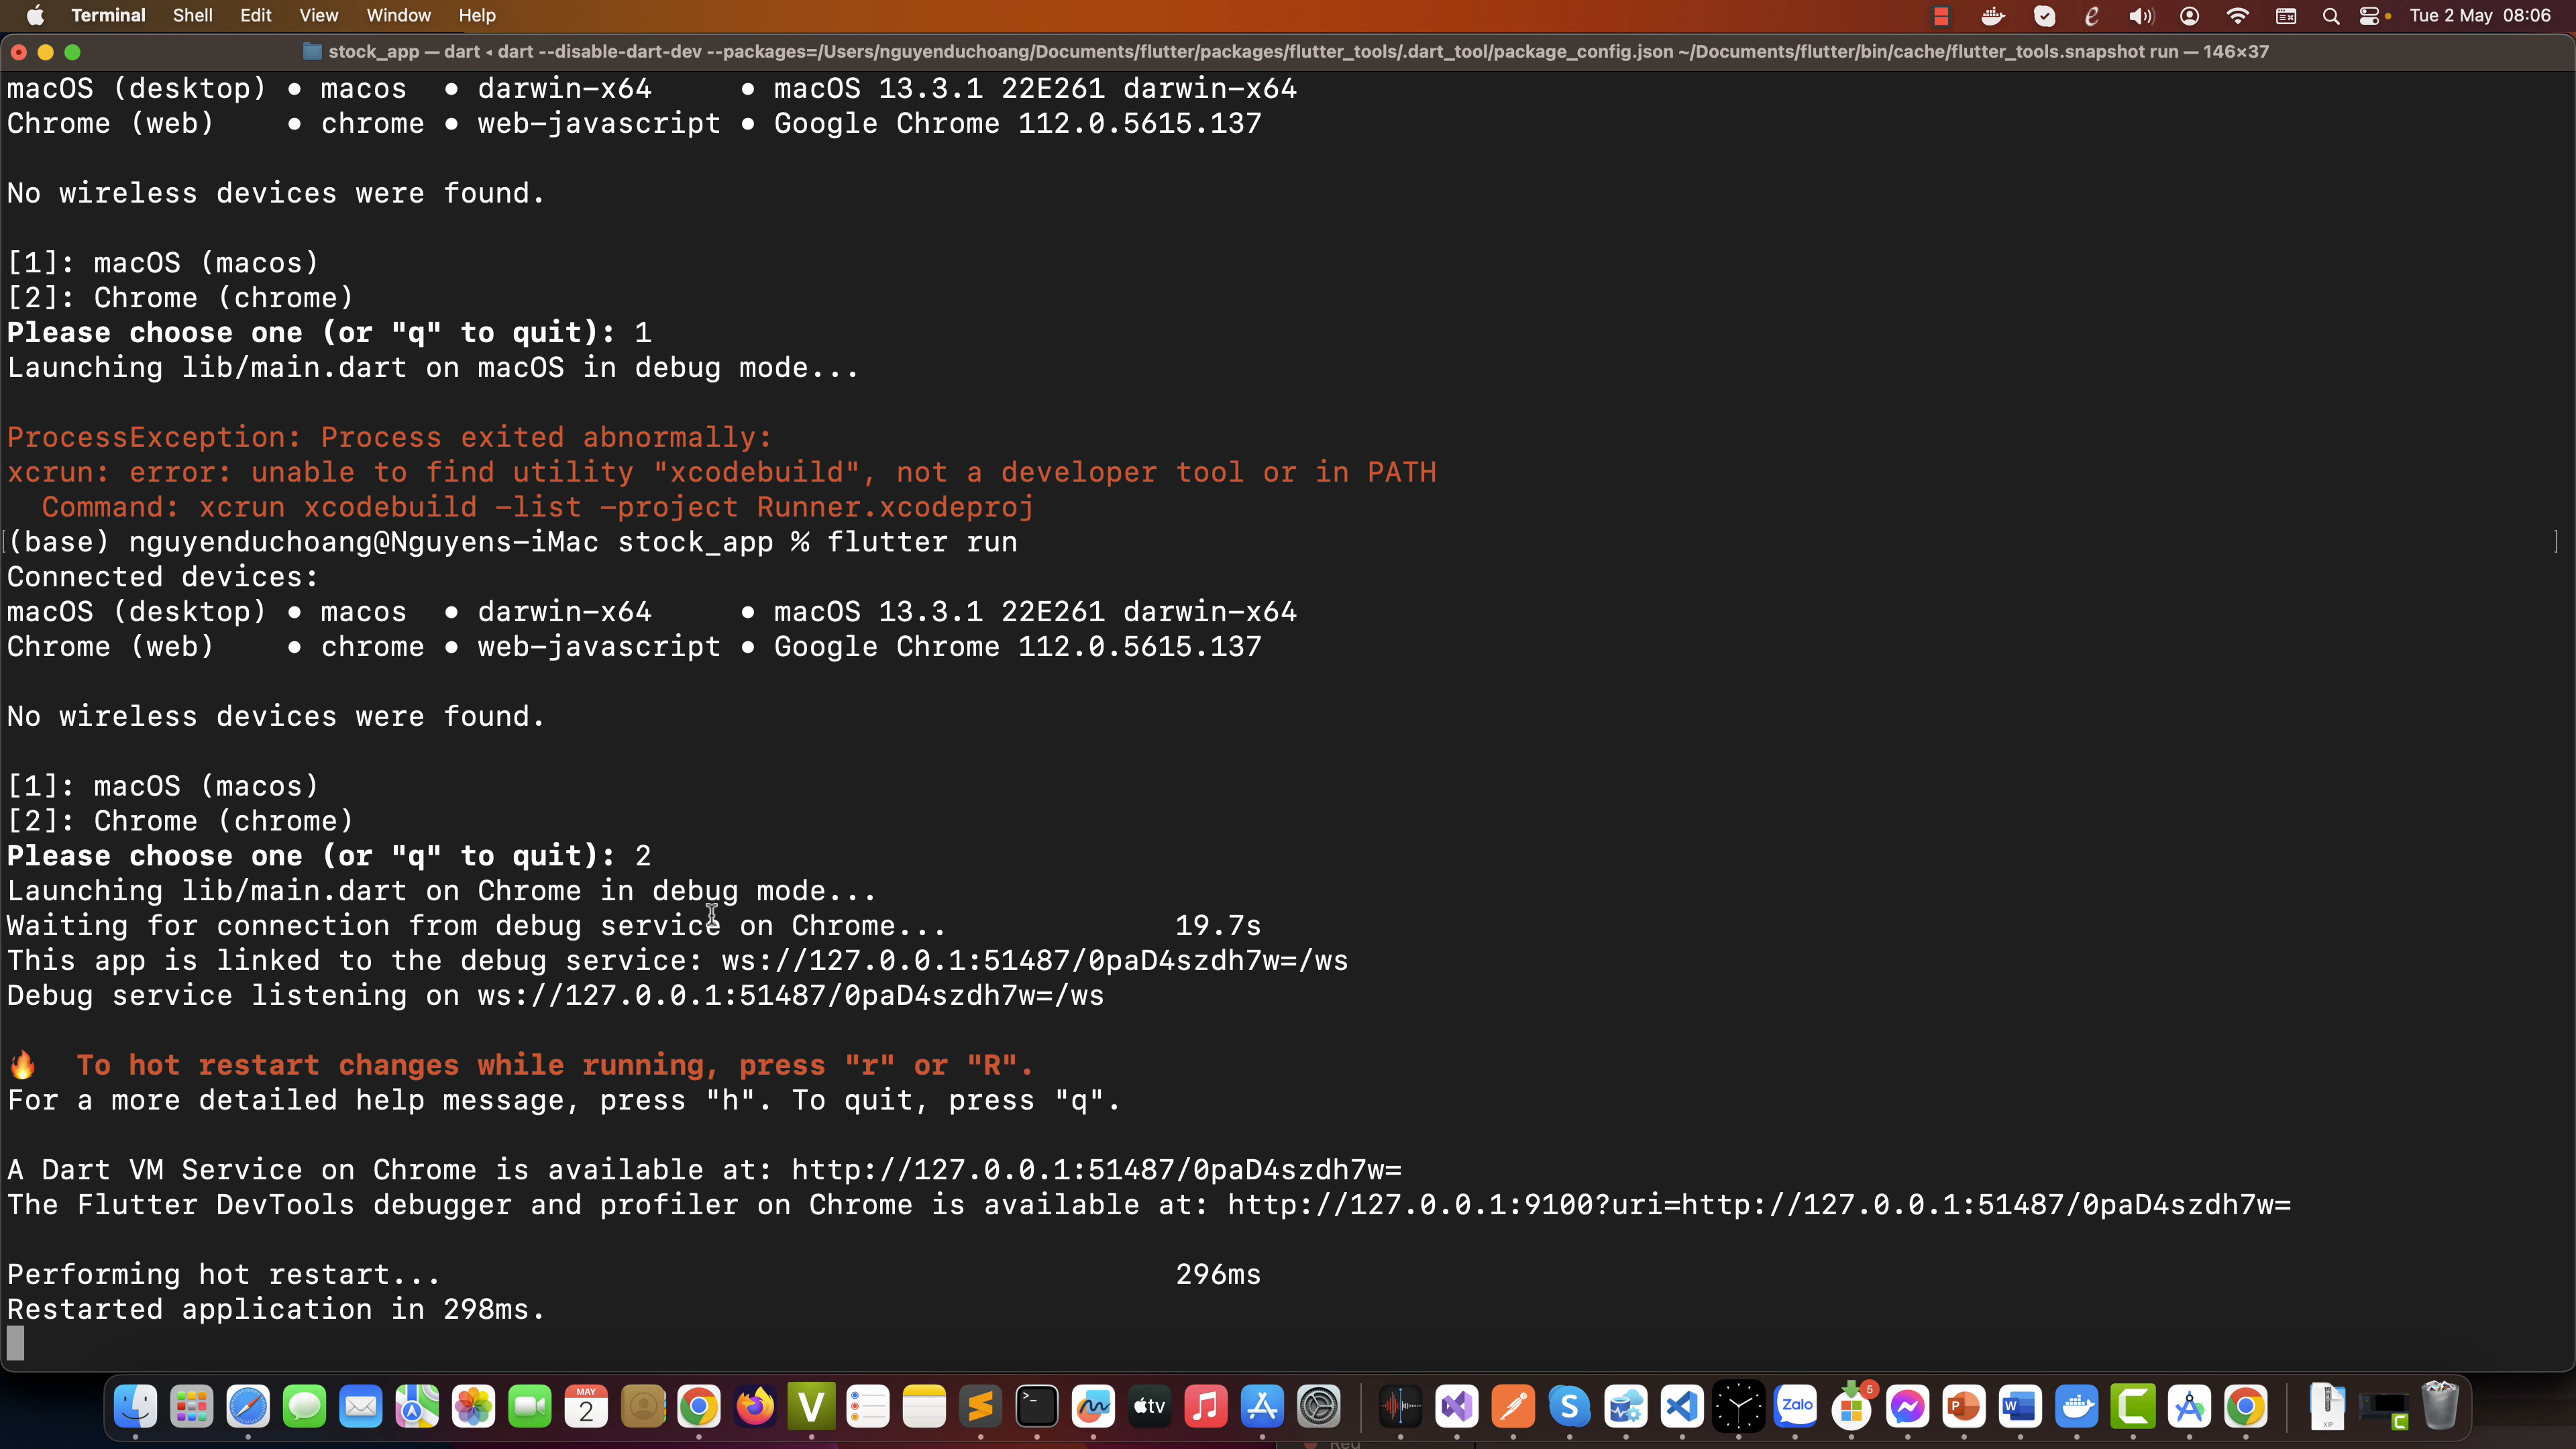 Terminal Shell Edit View Window Help Tue 2 May 08:06
stock_app — dart ◂ dart --disable-dart-dev --packages=/Users/nguyenduchoang/Documents/flutter/packages/flutter_tools/.dart_tool/package_config.json ~/Documents/flutter/bin/cache/flutter_tools.snapshot run — 146×37
macOS (desktop) • macos • darwin-x64 • macOS 13.3.1 22E261 darwin-x64
Chrome (web) • chrome • web-javascript • Google Chrome 112.0.5615.137
No wireless devices were found.
[1]: macOS (macos)
[2]: Chrome (chrome)
Please choose one (or "q" to quit): 1
Launching lib/main.dart on macOS in debug mode...
ProcessException: Process exited abnormally:
xcrun: error: unable to find utility "xcodebuild", not a developer tool or in PATH
Command: xcrun xcodebuild -list -project Runner.xcodeproj
[(base) nguyenduchoang@Nguyens-iMac stock_app % flutter run ]
Connected devices:
macOS (desktop) • macos • darwin-x64 • macOS 13.3.1 22E261 darwin-x64
Chrome (web) • chrome • web-javascript • Google Chrome 112.0.5615.137
No wireless devices were found.
[1]: macOS (macos)
[2]: Chrome (chrome)
Please choose one (or "q" to quit): 2
Launching lib/main.dart on Chrome in debug mode...
Waiting for connection from debug service on Chrome... 19.7s
This app is linked to the debug service: ws://127.0.0.1:51487/0paD4szdh7w=/ws
Debug service listening on ws://127.0.0.1:51487/0paD4szdh7w=/ws
🔥 To hot restart changes while running, press "r" or "R".
For a more detailed help message, press "h". To quit, press "q".
A Dart VM Service on Chrome is available at: http://127.0.0.1:51487/0paD4szdh7w=
The Flutter DevTools debugger and profiler on Chrome is available at: http://127.0.0.1:9100?uri=http://127.0.0.1:51487/0paD4szdh7w=
Performing hot restart... 296ms
Restarted application in 298ms.
MAY
2
tv
Zalo
5